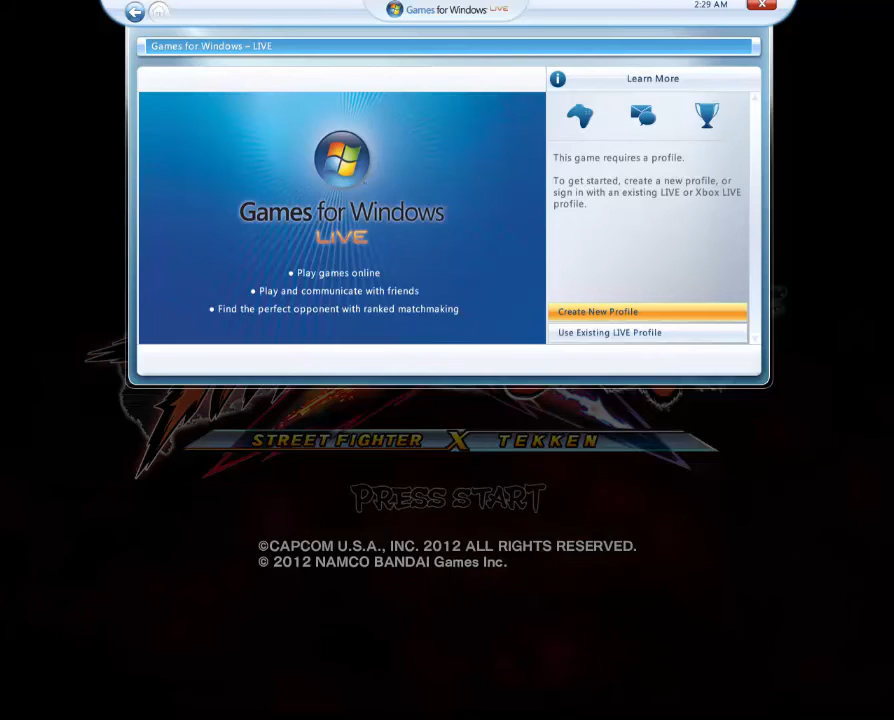 Games for Windows LIVE
2:29 AM
Games for Windows – LIVE
Games for Windows
LIVE
• Play games online
• Play and communicate with friends
• Find the perfect opponent with ranked matchmaking
i
Learn More
This game requires a profile.
To get started, create a new profile, or
sign in with an existing LIVE or Xbox LIVE
profile.
Create New Profile
Use Existing LIVE Profile
STREET FIGHTER X TEKKEN
PRESS START
©CAPCOM U.S.A., INC. 2012 ALL RIGHTS RESERVED.
© 2012 NAMCO BANDAI Games Inc.